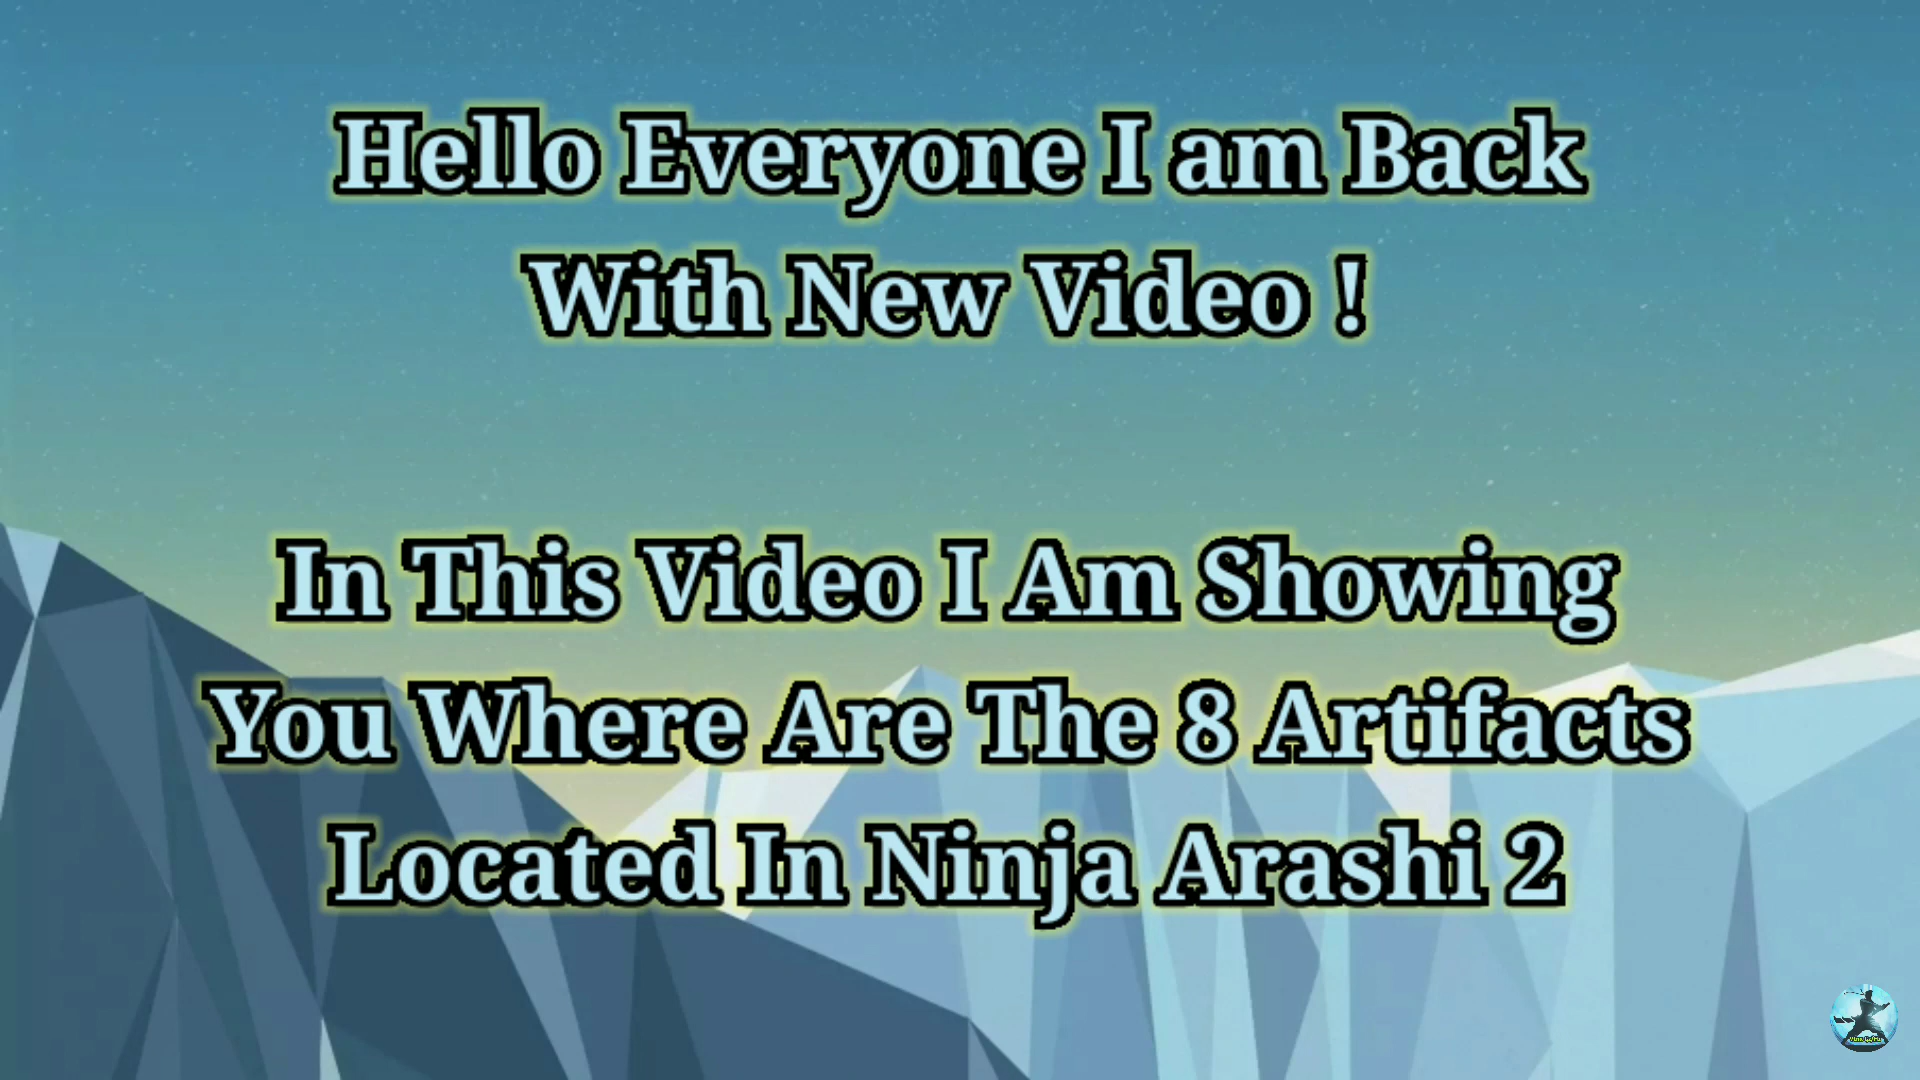 Hello Everyone I am Back
With New Video !
In This Video I Am Showing
You Where Are The 8 Artifacts
Located In Ninja Arashi 2